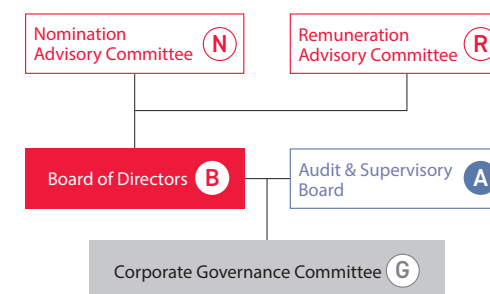 Nomination
Advisory Committee N
Remuneration
Advisory Committee R
Board of Directors B
Audit & Supervisory
Board A
Corporate Governance Committee G